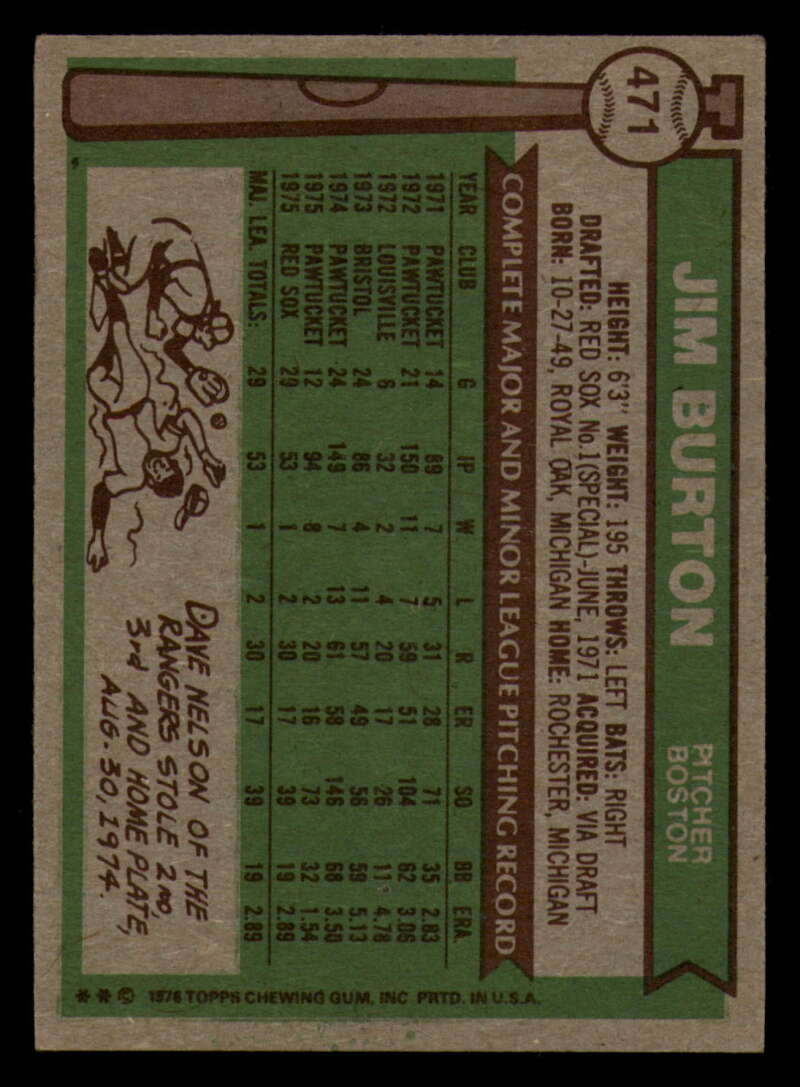 471
JIM BURTON
PITCHER
BOSTON
HEIGHT: 6'3" WEIGHT: 195 THROWS: LEFT BATS: RIGHT
DRAFTED: RED SOX No.1(SPECIAL)-JUNE, 1971 ACQUIRED: VIA DRAFT
BORN: 10-27-49, ROYAL OAK, MICHIGAN HOME: ROCHESTER, MICHIGAN
COMPLETE MAJOR AND MINOR LEAGUE PITCHING RECORD
YEAR CLUB G IP W L R ER SO BB ERA
1971 PAWTUCKET 14 89 7 5 31 28 71 35 2.83
1972 PAWTUCKET 21 150 11 7 59 51 104 62 3.06
1972 LOUISVILLE 6 32 2 4 20 17 26 11 4.78
1973 BRISTOL 24 86 4 11 57 49 56 59 5.13
1974 PAWTUCKET 24 149 7 13 61 58 146 68 3.50
1975 PAWTUCKET 12 94 8 2 20 16 73 32 1.54
1975 RED SOX 29 53 1 2 30 17 39 19 2.89
MAJ. LEA. TOTALS: 29 53 1 2 30 17 39 19 2.89
DAVE NELSON OF THE
RANGERS STOLE 2ND,
3rd AND HOME PLATE,
AUG. 30, 1974.
* * © 1976 TOPPS CHEWING GUM, INC PRTD. IN U.S.A.